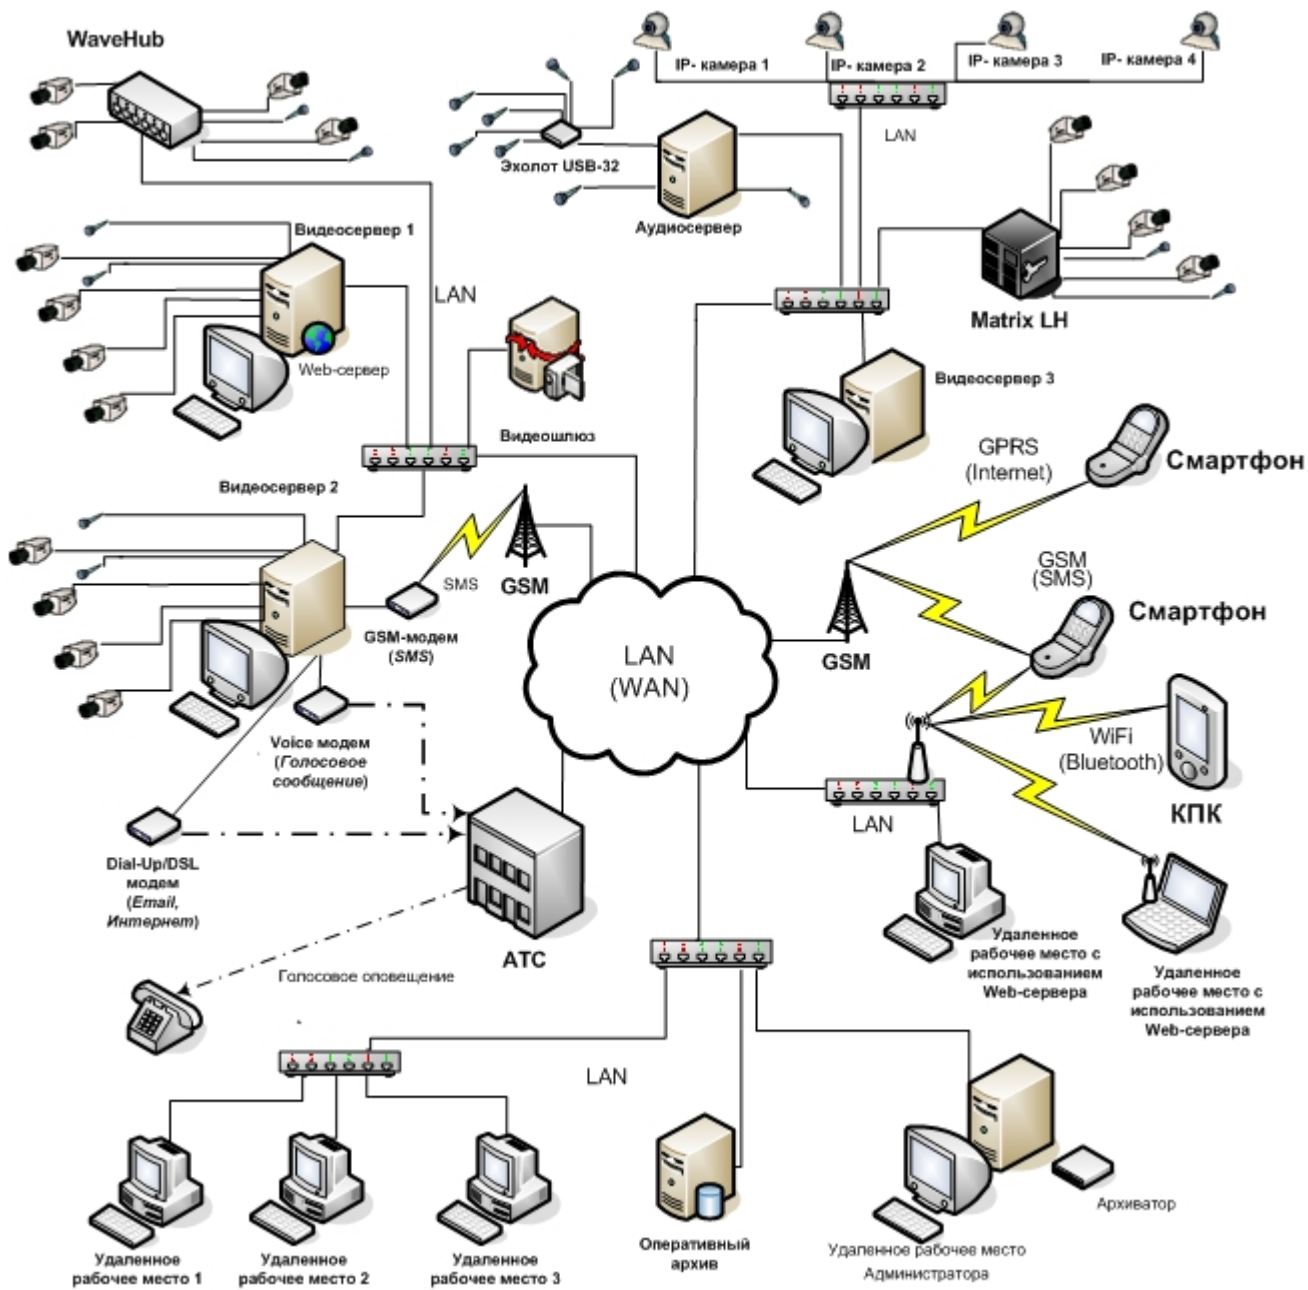 WaveHub
IP- камера 1
IP- камера 2
IP- камера 3
IP- камера 4
LAN
Эхолот USB-32
Аудиосервер
Видеосервер 1
LAN
Web-сервер
Matrix LH
Видеосервер 3
Видеошлюз
Видеосервер 2
GPRS
(Internet)
Смартфон
SMS
GSM
GSM
(SMS)
Смартфон
GSM-модем
(SMS)
LAN
(WAN)
GSM
Voice модем
(Голосовое
сообщение)
WiFi
(Bluetooth)
КПК
LAN
Dial-Up/DSL
модем
(Email,
Интернет)
АТС
Голосовое оповещение
Удаленное
рабочее место с
использованием
Web-сервера
Удаленное
рабочее место с
использованием
Web-сервера
LAN
Архиватор
Удаленное
рабочее место 1
Удаленное
рабочее место 2
Удаленное
рабочее место 3
Оперативный
архив
Удаленное рабочее место
Администратора